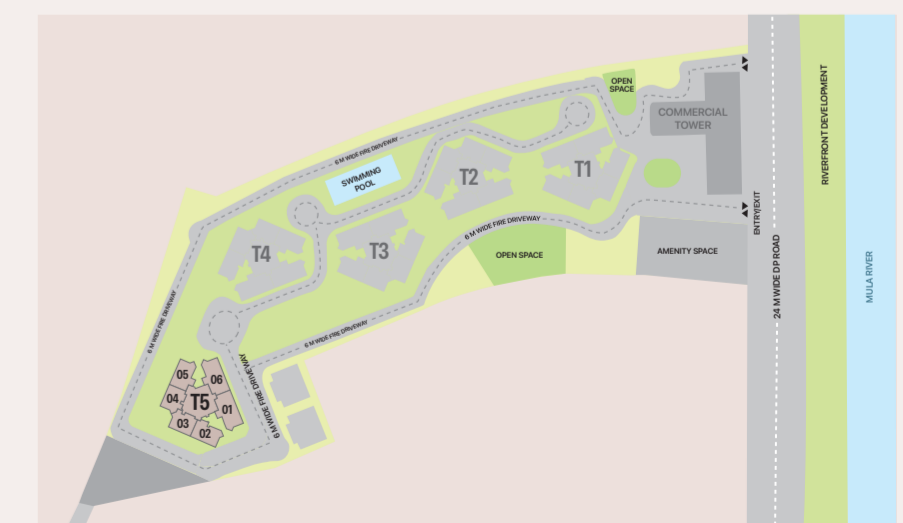 OPEN
SPACE
COMMERCIAL
TOWER
RIVERFRONT DEVELOPMENT
6 M WIDE FIRE DRIVEWAY
SWIMMING
POOL
T2
T1
ENTRY/EXIT
6 M WIDE FIRE DRIVEWAY
T4
T3
OPEN SPACE
AMENITY SPACE
24 M WIDE DP ROAD
MULA RIVER
6 M WIDE FIRE DRIVEWAY
6 M WIDE FIRE DRIVEWAY
6 M WIDE FIRE DRIVEWAY
05
06
04
T5
01
03
02